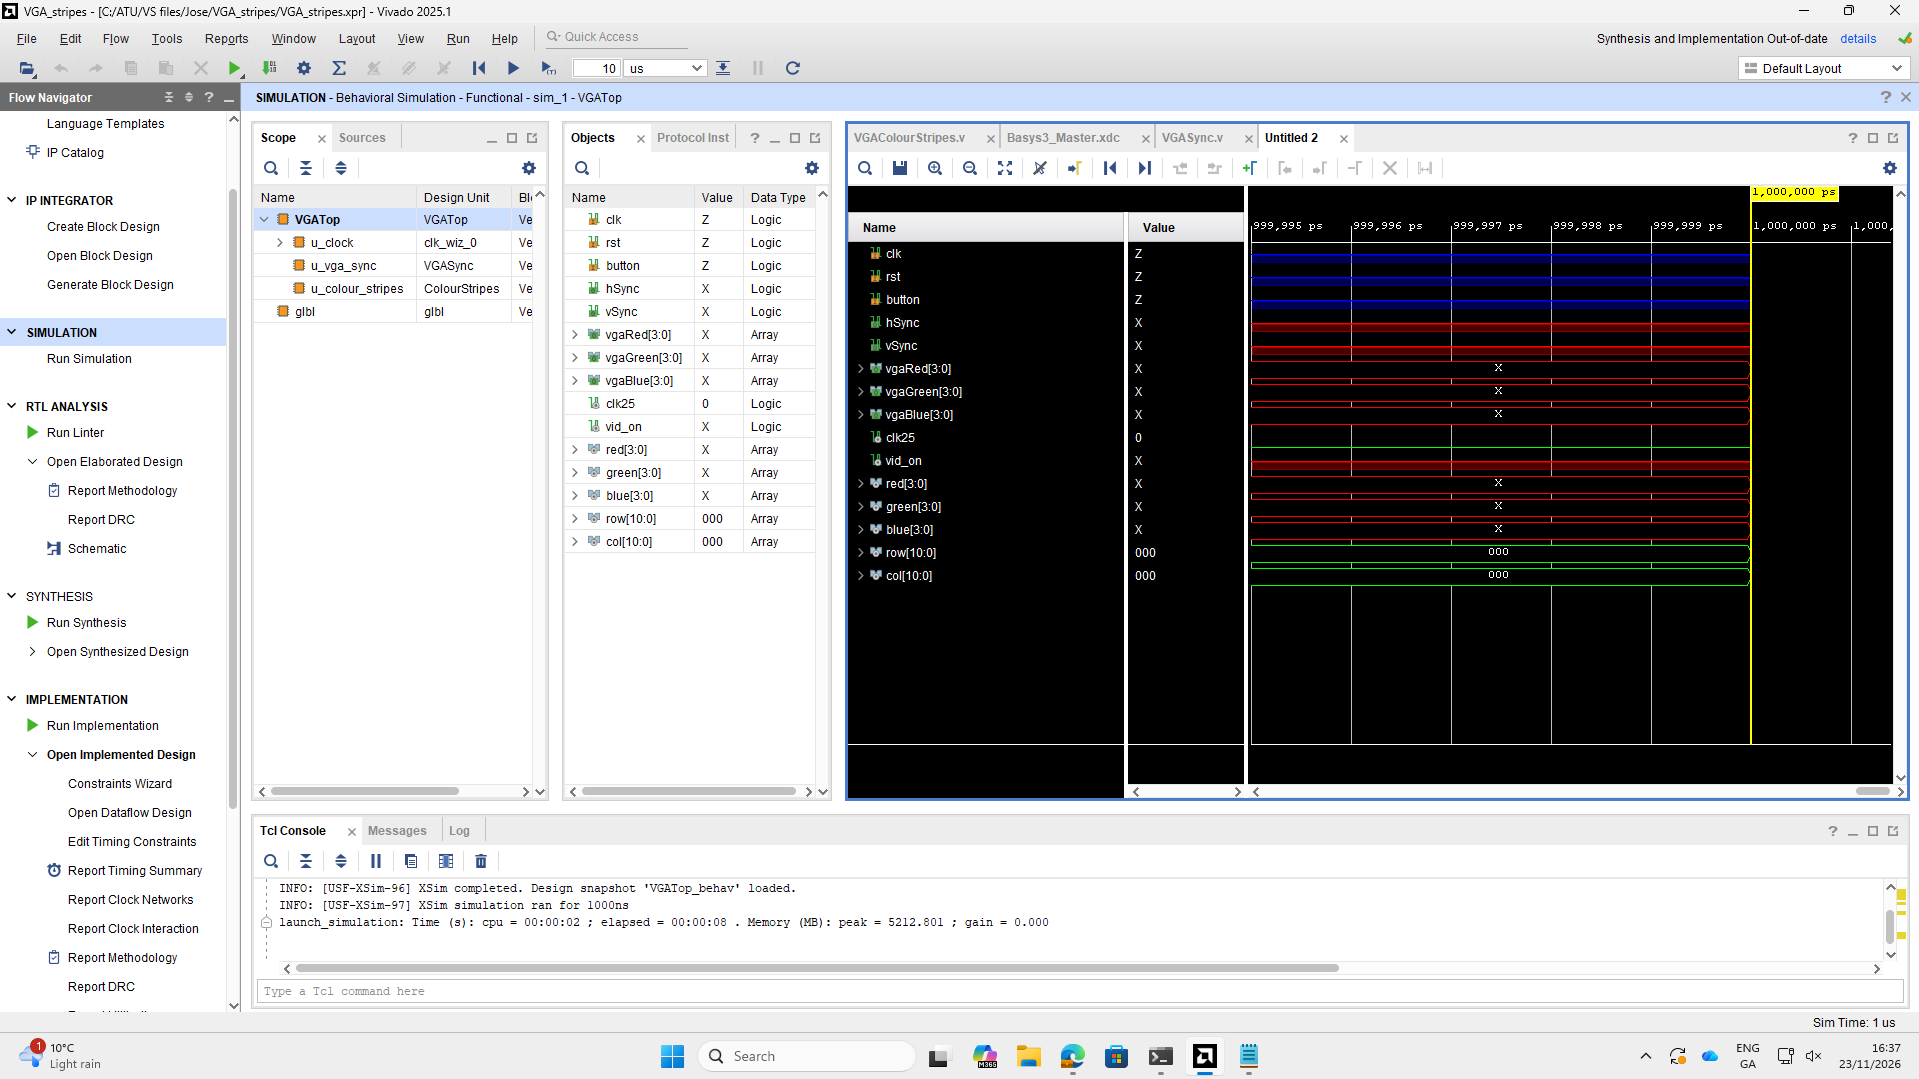 VGA_stripes - [C:/ATU/VS files/Jose/VGA_stripes/VGA_stripes.xpr] - Vivado 2025.1
File Edit Flow Tools Reports Window Layout View Run Help Quick Access
Synthesis and Implementation Out-of-date details
10 us
Default Layout
Flow Navigator
SIMULATION - Behavioral Simulation - Functional - sim_1 - VGATop
Language Templates
IP Catalog
IP INTEGRATOR
Create Block Design
Open Block Design
Generate Block Design
SIMULATION
Run Simulation
RTL ANALYSIS
Run Linter
Open Elaborated Design
Report Methodology
Report DRC
Schematic
SYNTHESIS
Run Synthesis
Open Synthesized Design
IMPLEMENTATION
Run Implementation
Open Implemented Design
Constraints Wizard
Open Dataflow Design
Edit Timing Constraints
Report Timing Summary
Report Clock Networks
Report Clock Interaction
Report Methodology
Report DRC
Scope Sources
Name Design Unit Blo
VGATop VGATop Ve
u_clock clk_wiz_0 Ve
u_vga_sync VGASync Ve
u_colour_stripes ColourStripes Ve
glbl glbl Ve
Objects Protocol Inst
Name Value Data Type
clk Z Logic
rst Z Logic
button Z Logic
hSync X Logic
vSync X Logic
vgaRed[3:0] X Array
vgaGreen[3:0] X Array
vgaBlue[3:0] X Array
clk25 0 Logic
vid_on X Logic
red[3:0] X Array
green[3:0] X Array
blue[3:0] X Array
row[10:0] 000 Array
col[10:0] 000 Array
VGAColourStripes.v Basys3_Master.xdc VGASync.v Untitled 2
1,000,000 ps
Name Value 999,995 ps 999,996 ps 999,997 ps 999,998 ps 999,999 ps 1,000,000 ps 1,000,
clk Z
rst Z
button Z
hSync X
vSync X
vgaRed[3:0] X X
vgaGreen[3:0] X X
vgaBlue[3:0] X X
clk25 0
vid_on X
red[3:0] X X
green[3:0] X X
blue[3:0] X X
row[10:0] 000 000
col[10:0] 000 000
Tcl Console Messages Log
INFO: [USF-XSim-96] XSim completed. Design snapshot 'VGATop_behav' loaded.
INFO: [USF-XSim-97] XSim simulation ran for 1000ns
launch_simulation: Time (s): cpu = 00:00:02 ; elapsed = 00:00:08 . Memory (MB): peak = 5212.801 ; gain = 0.000
Type a Tcl command here
Sim Time: 1 us
1 10°C
Light rain
Search
M365
ENG
GA
16:37
23/11/2026